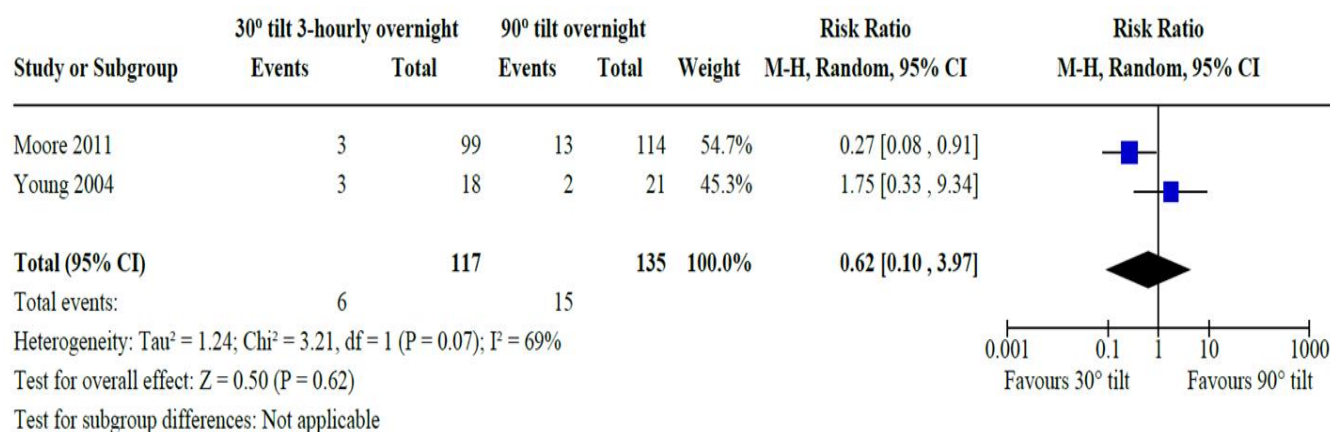 30⁰ tilt 3-hourly overnight 90⁰ tilt overnight Risk Ratio Risk Ratio
Study or Subgroup Events Total Events Total Weight M-H, Random, 95% CI M-H, Random, 95% CI
Moore 2011 3 99 13 114 54.7% 0.27 [0.08 , 0.91]
Young 2004 3 18 2 21 45.3% 1.75 [0.33 , 9.34]
Total (95% CI) 117 135 100.0% 0.62 [0.10 , 3.97]
Total events: 6 15
Heterogeneity: Tau² = 1.24; Chi² = 3.21, df = 1 (P = 0.07); I² = 69%
Test for overall effect: Z = 0.50 (P = 0.62)
Test for subgroup differences: Not applicable
0.001 0.1 1 10 1000
Favours 30° tilt Favours 90° tilt